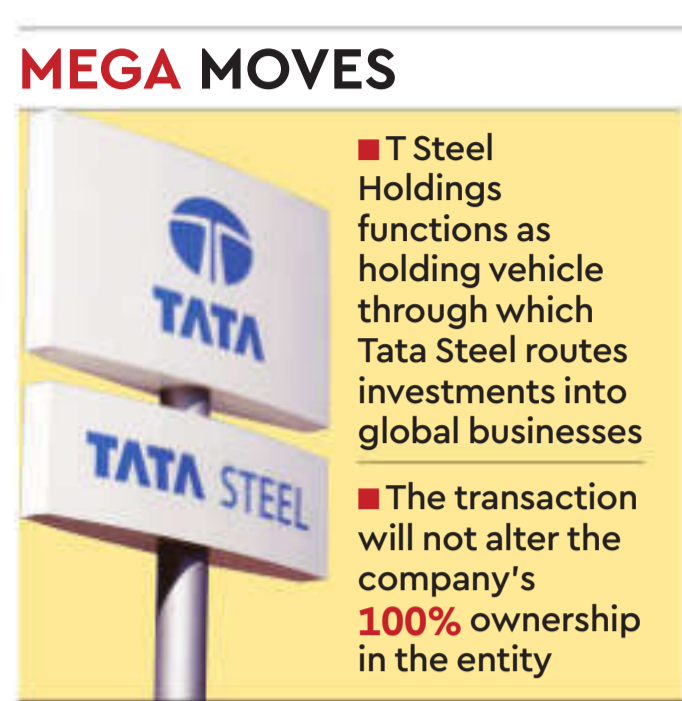 MEGA MOVES
TATA
TATA STEEL
■ T Steel
Holdings
functions as
holding vehicle
through which
Tata Steel routes
investments into
global businesses
■ The transaction
will not alter the
company's
100% ownership
in the entity